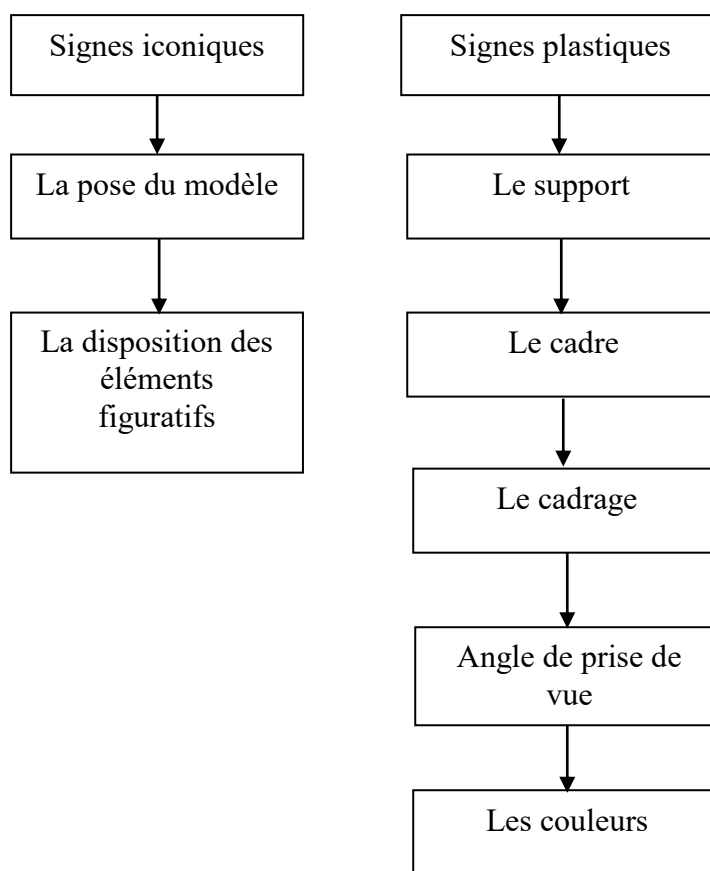 Signes iconiques
La pose du modèle
La disposition des
éléments
figuratifs
Signes plastiques
Le support
Le cadre
Le cadrage
Angle de prise de
vue
Les couleurs